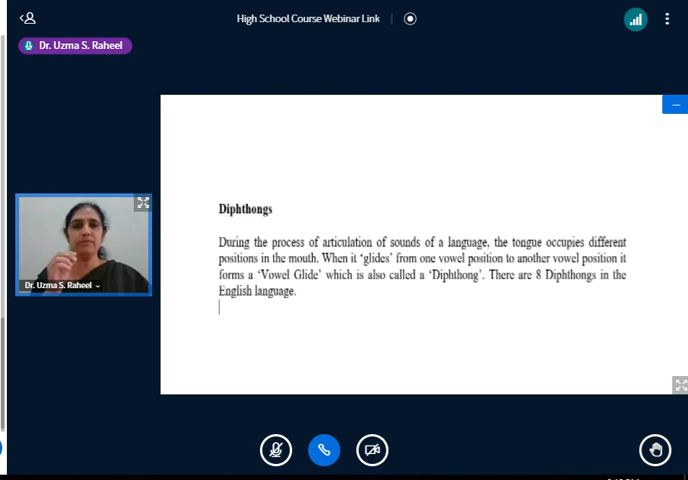 High School Course Webinar Link
Dr. Uzma S. Raheel
Diphthongs
During the process of articulation of sounds of a language, the tongue occupies different
positions in the mouth. When it 'glides' from one vowel position to another vowel position it
forms a 'Vowel Glide' which is also called a 'Diphthong'. There are 8 Diphthongs in the
English language.
Dr. Uzma S. Raheel